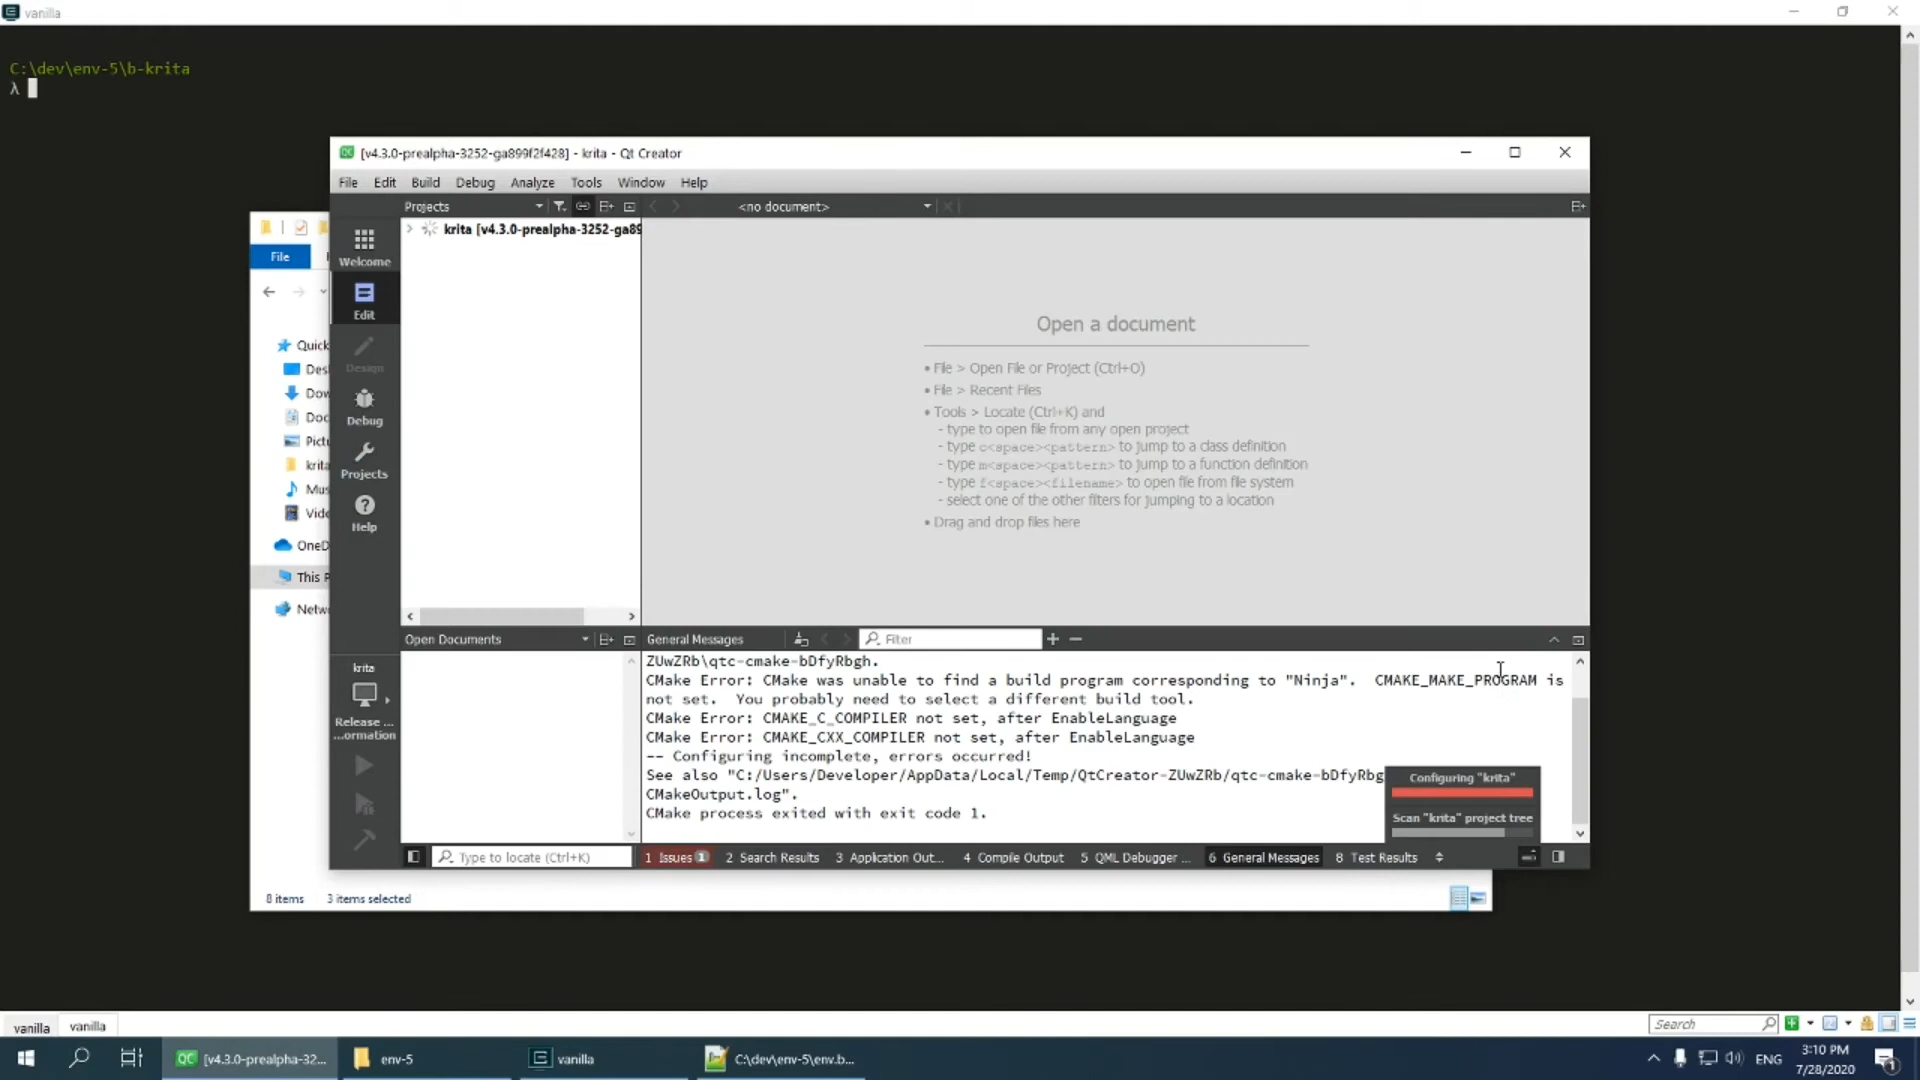 vanilla
C:\dev\env-5\b-krita
λ
[v4.3.0-prealpha-3252-ga899f2f428] - krita - Qt Creator
File Edit Build Debug Analyze Tools Window Help
Projects
<no document>
krita [v4.3.0-prealpha-3252-ga89
File
Welcome
Edit
Design
Debug
Projects
Help
Quick
Des
Dow
Doc
Pictu
krita
Mus
Vide
OneD
This P
Netw
Open a document
• File > Open File or Project (Ctrl+O)
• File > Recent Files
• Tools > Locate (Ctrl+K) and
- type to open file from any open project
- type c<space><pattern> to jump to a class definition
- type m<space><pattern> to jump to a function definition
- type f<space><filename> to open file from file system
- select one of the other filters for jumping to a location
• Drag and drop files here
Open Documents
General Messages
Filter
krita
Release ...
...ormation
ZUwZRb\qtc-cmake-bDfyRbgh.
CMake Error: CMake was unable to find a build program corresponding to "Ninja".  CMAKE_MAKE_PROGRAM is
not set.  You probably need to select a different build tool.
CMake Error: CMAKE_C_COMPILER not set, after EnableLanguage
CMake Error: CMAKE_CXX_COMPILER not set, after EnableLanguage
-- Configuring incomplete, errors occurred!
See also "C:/Users/Developer/AppData/Local/Temp/QtCreator-ZUwZRb/qtc-cmake-bDfyRbg
CMakeOutput.log".
CMake process exited with exit code 1.
Configuring "krita"
Scan "krita" project tree
Type to locate (Ctrl+K)
1 Issues 1 2 Search Results 3 Application Out... 4 Compile Output 5 QML Debugger ... 6 General Messages 8 Test Results
8 items 3 items selected
vanilla vanilla
Search
[v4.3.0-prealpha-32...
env-5
vanilla
C:\dev\env-5\env.b...
ENG
3:10 PM
7/28/2020
1